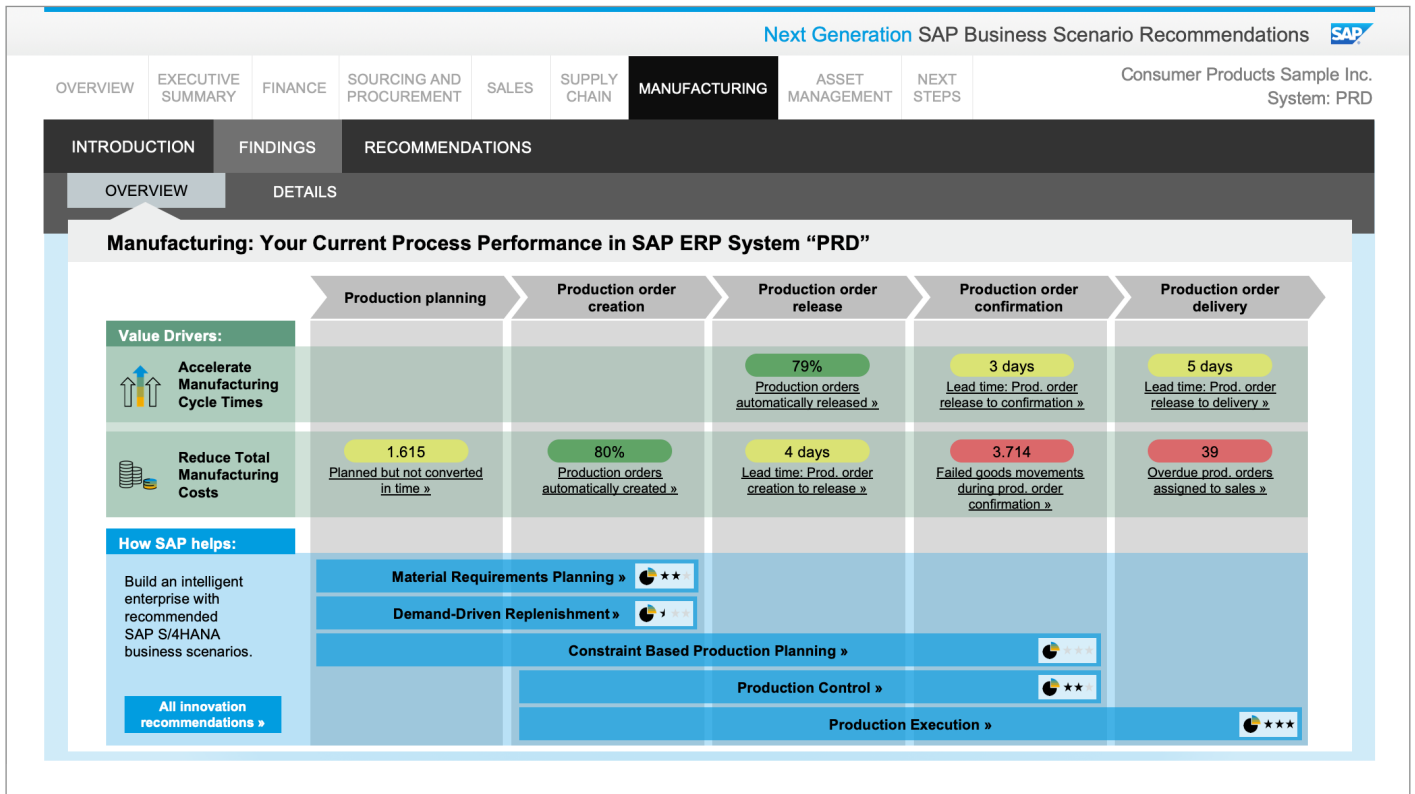 Next Generation SAP Business Scenario Recommendations
SAP
OVERVIEW
EXECUTIVE
SUMMARY
FINANCE
SOURCING AND
PROCUREMENT
SALES
SUPPLY
CHAIN
MANUFACTURING
ASSET
MANAGEMENT
NEXT
STEPS
Consumer Products Sample Inc.
System: PRD
INTRODUCTION
FINDINGS
RECOMMENDATIONS
OVERVIEW
DETAILS
Manufacturing: Your Current Process Performance in SAP ERP System “PRD”
Production planning
Production order
creation
Production order
release
Production order
confirmation
Production order
delivery
Value Drivers:
Accelerate
Manufacturing
Cycle Times
79%
Production orders
automatically released »
3 days
Lead time: Prod. order
release to confirmation »
5 days
Lead time: Prod. order
release to delivery »
Reduce Total
Manufacturing
Costs
1.615
Planned but not converted
in time »
80%
Production orders
automatically created »
4 days
Lead time: Prod. order
creation to release »
3.714
Failed goods movements
during prod. order
confirmation »
39
Overdue prod. orders
assigned to sales »
How SAP helps:
Build an intelligent
enterprise with
recommended
SAP S/4HANA
business scenarios.
All innovation
recommendations »
Material Requirements Planning »
Demand-Driven Replenishment »
Constraint Based Production Planning »
Production Control »
Production Execution »